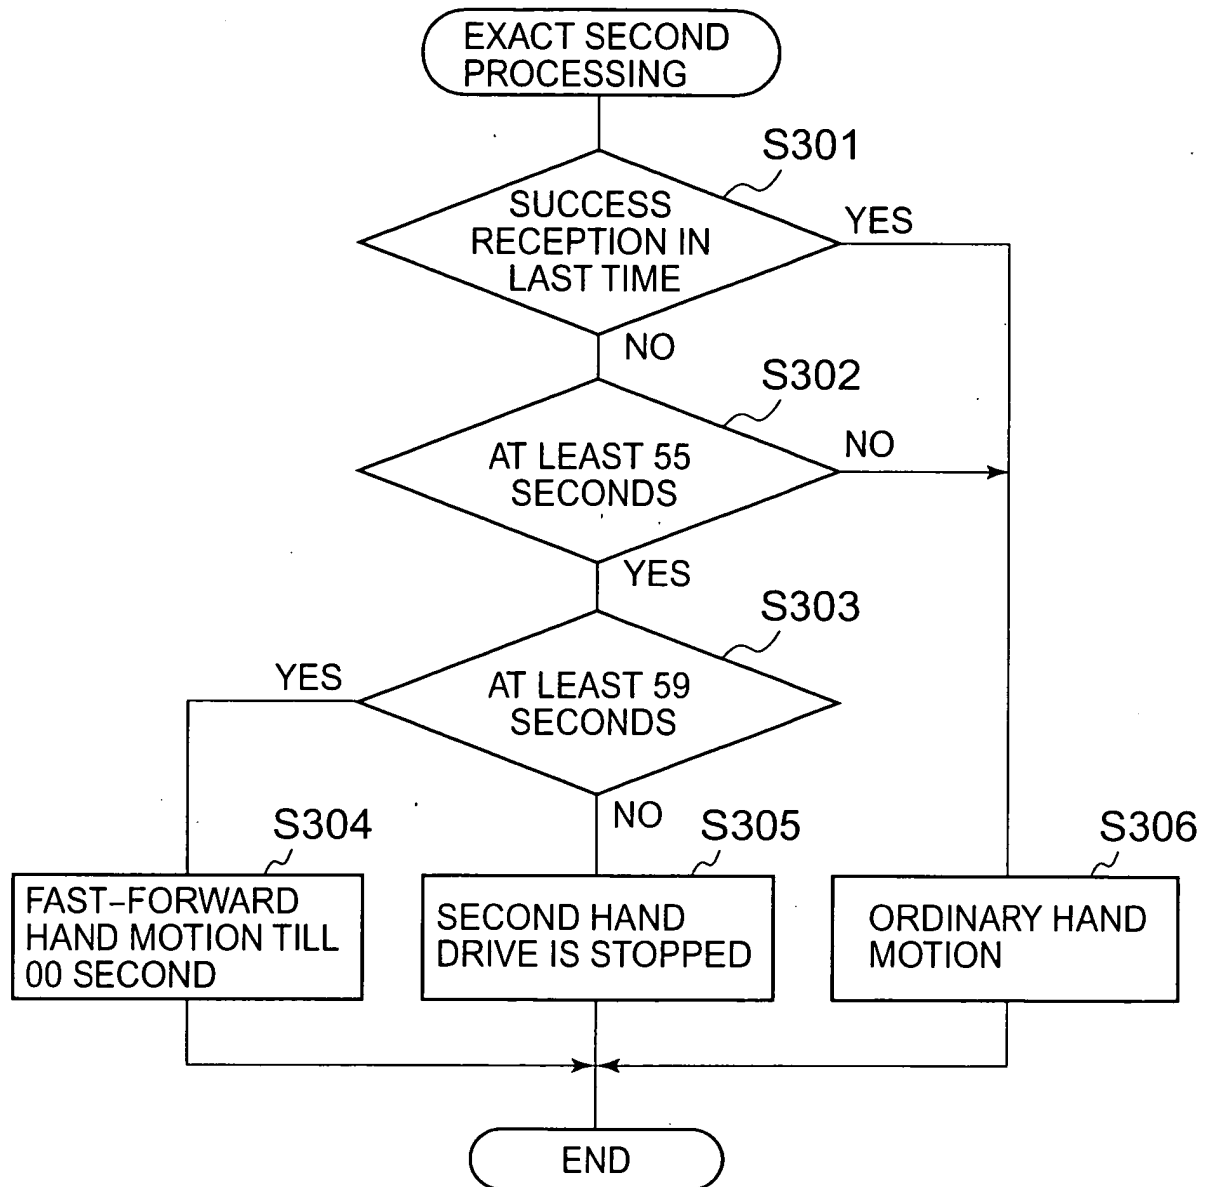 EXACT SECOND
PROCESSING
S301
SUCCESS
RECEPTION IN
LAST TIME
YES
NO
S302
AT LEAST 55
SECONDS
NO
YES
S303
AT LEAST 59
SECONDS
YES
NO
S304
FAST-FORWARD
HAND MOTION TILL
00 SECOND
S305
SECOND HAND
DRIVE IS STOPPED
S306
ORDINARY HAND
MOTION
END